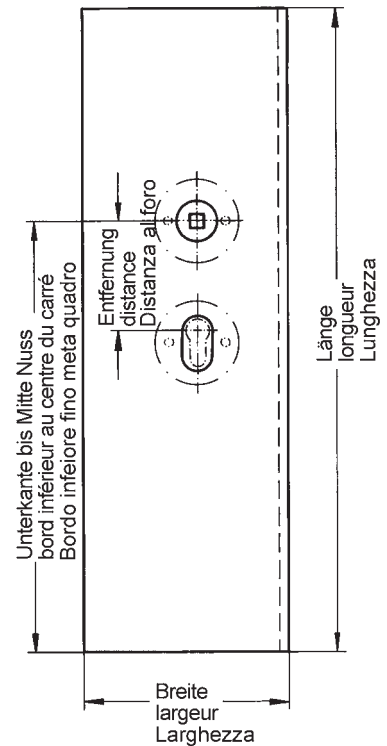 Unterkante bis Mitte Nuss
bord inférieur au centre du carré
Bordo infeiore fino meta quadro
Entfernung
distance
Distanza al foro
Länge
longueur
Lunghezza
Breite
largeur
Larghezza